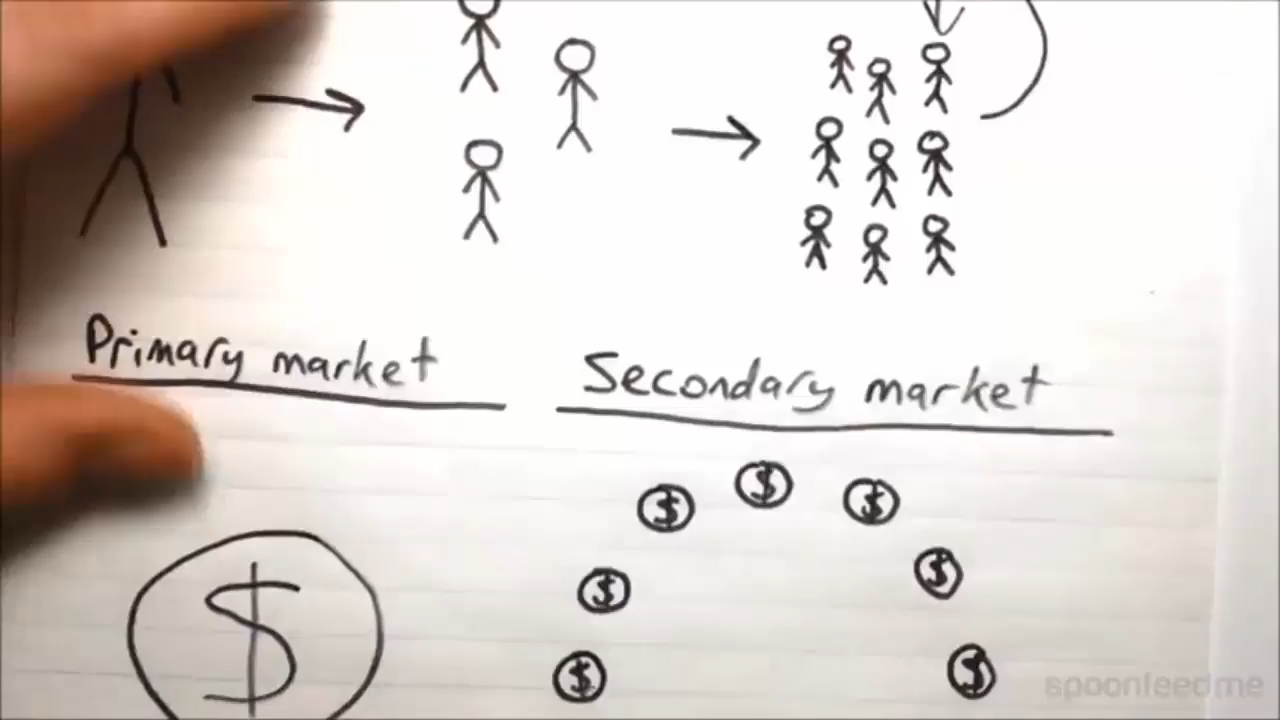 Primary market
Secondary market
$ $ $
$ $
$ $ $
spoonfeedme